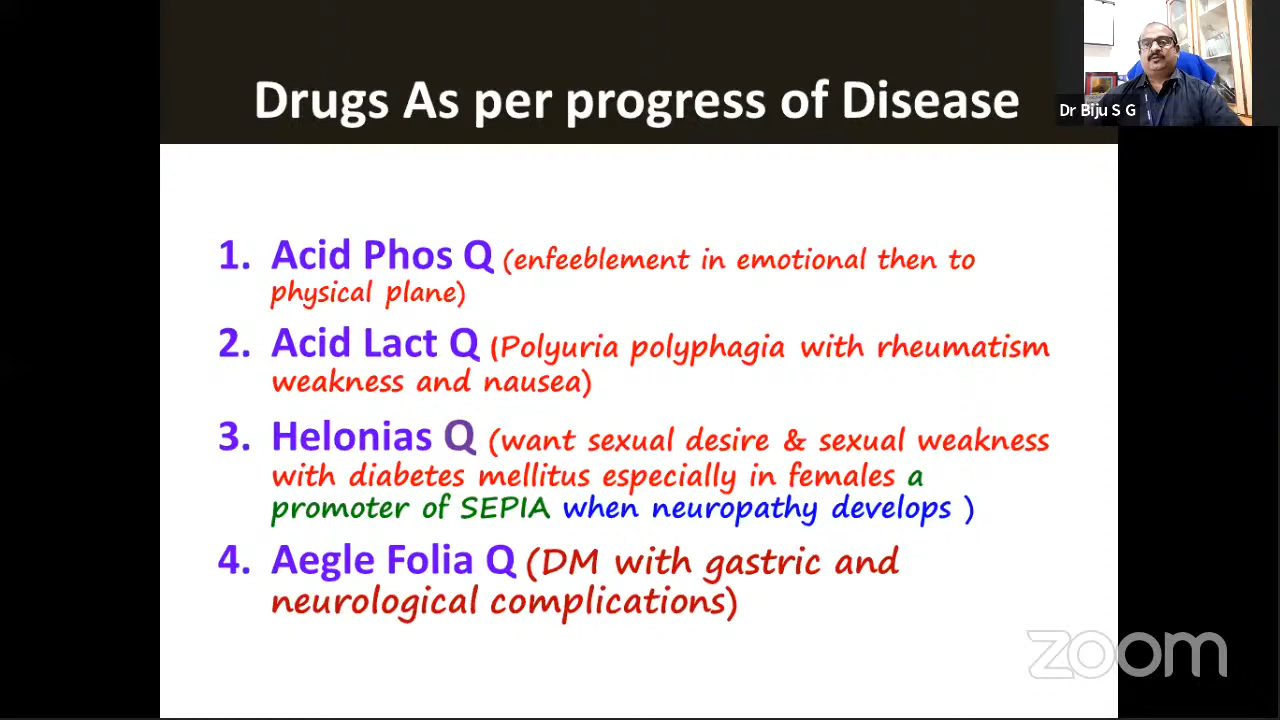 Drugs As per progress of Disease
Dr Biju S G
1. Acid Phos Q (enfeeblement in emotional then to
physical plane)
2. Acid Lact Q (Polyuria polyphagia with rheumatism
weakness and nausea)
3. Helonias Q (want sexual desire & sexual weakness
with diabetes mellitus especially in females a
promoter of SEPIA when neuropathy develops )
4. Aegle Folia Q (DM with gastric and
neurological complications)
zoom